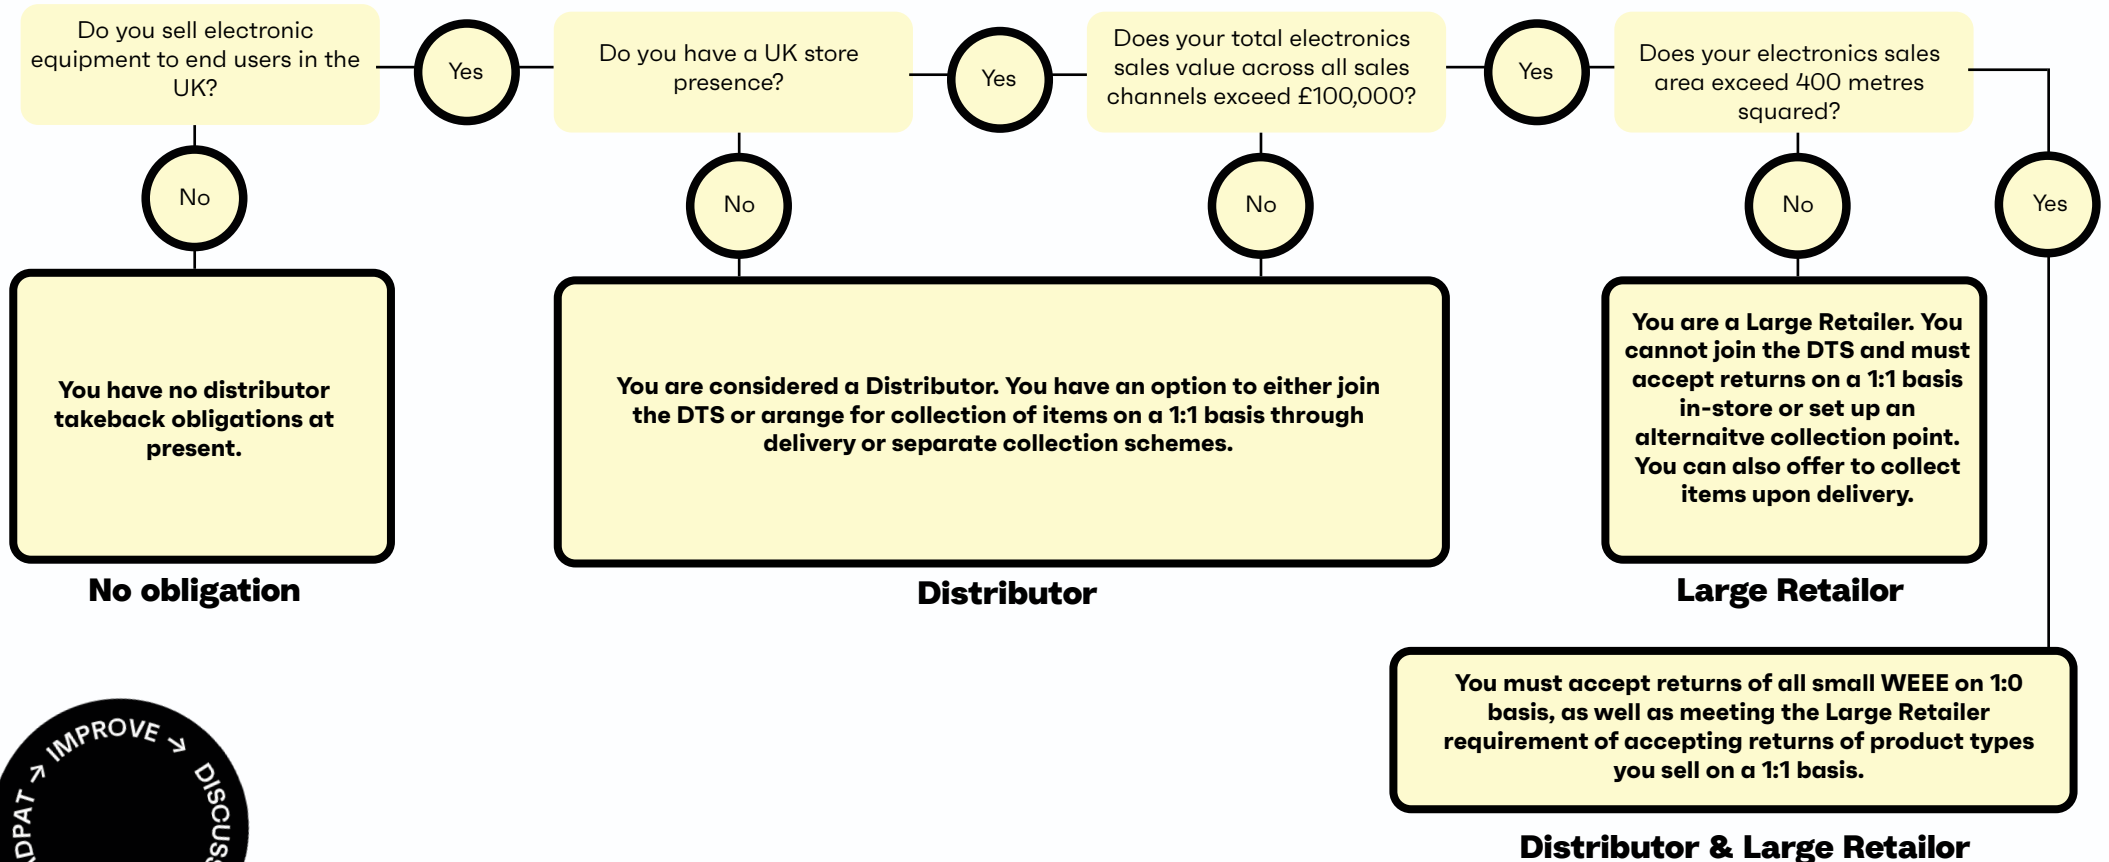 Do you sell electronic
equipment to end users in the
UK?
Yes
Do you have a UK store
presence?
Yes
Does your total electronics
sales value across all sales
channels exceed £100,000?
Yes
Does your electronics sales
area exceed 400 metres
squared?
No
No
No
No
Yes
You have no distributor
takeback obligations at
present.
No obligation
You are considered a Distributor. You have an option to either join
the DTS or arange for collection of items on a 1:1 basis through
delivery or separate collection schemes.
Distributor
You are a Large Retailer. You
cannot join the DTS and must
accept returns on a 1:1 basis
in-store or set up an
alternaitve collection point.
You can also offer to collect
items upon delivery.
Large Retailor
You must accept returns of all small WEEE on 1:0
basis, as well as meeting the Large Retailer
requirement of accepting returns of product types
you sell on a 1:1 basis.
Distributor & Large Retailor
ADPAT → IMPROVE → DISCUSS